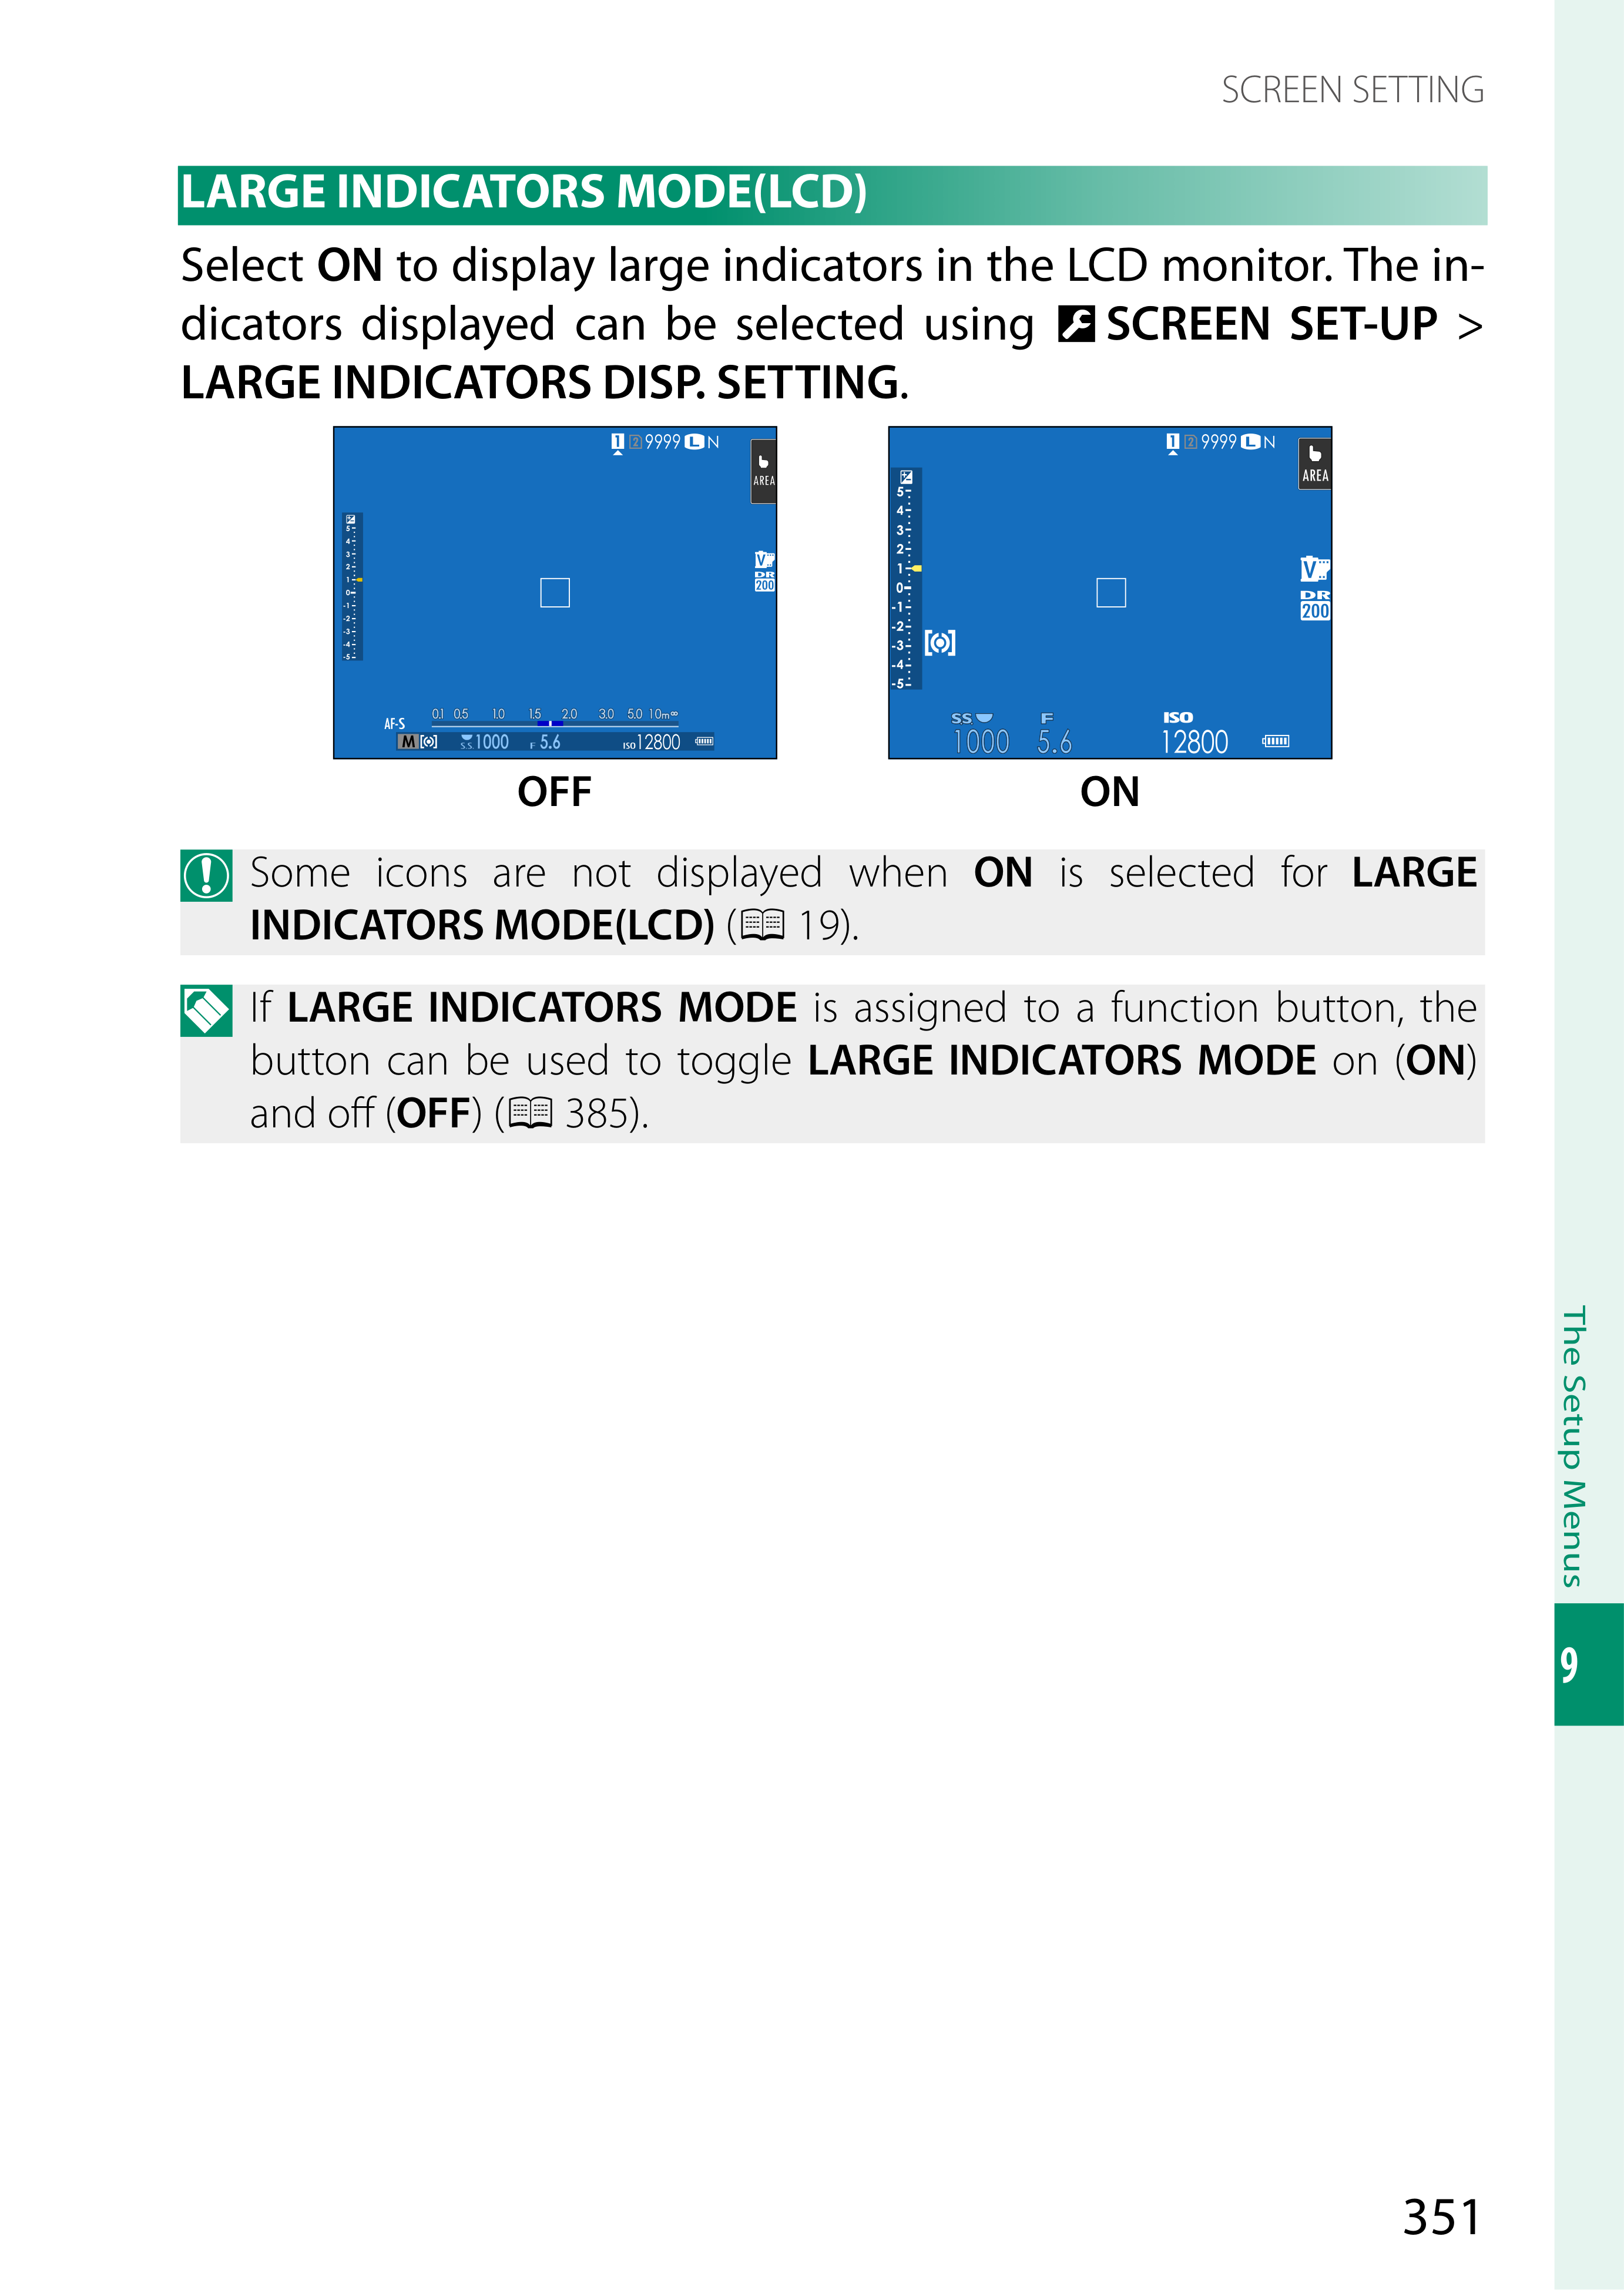 SCREEN SETTING
LARGE INDICATORS MODE(LCD)
Select ON to display large indicators in the LCD monitor. The in-
dicators displayed can be selected using SCREEN SET-UP >
LARGE INDICATORS DISP. SETTING.
1 2 9999 L N
AREA
5
4
3
2
1
0
-1
-2
-3
-4
-5
V
DR
200
AF-S
0.1 0.5 1.0 1.5 2.0 3.0 5.0 10m∞
M S.S. 1000 F 5.6 ISO 12800
OFF
1 2 9999 L N
AREA
5
4
3
2
1
0
-1
-2
-3
-4
-5
V
DR
200
S.S. F ISO
1000 5.6 12800
ON
Some icons are not displayed when ON is selected for LARGE
INDICATORS MODE(LCD) ( 19).
If LARGE INDICATORS MODE is assigned to a function button, the
button can be used to toggle LARGE INDICATORS MODE on (ON)
and off (OFF) ( 385).
The Setup Menus
9
351